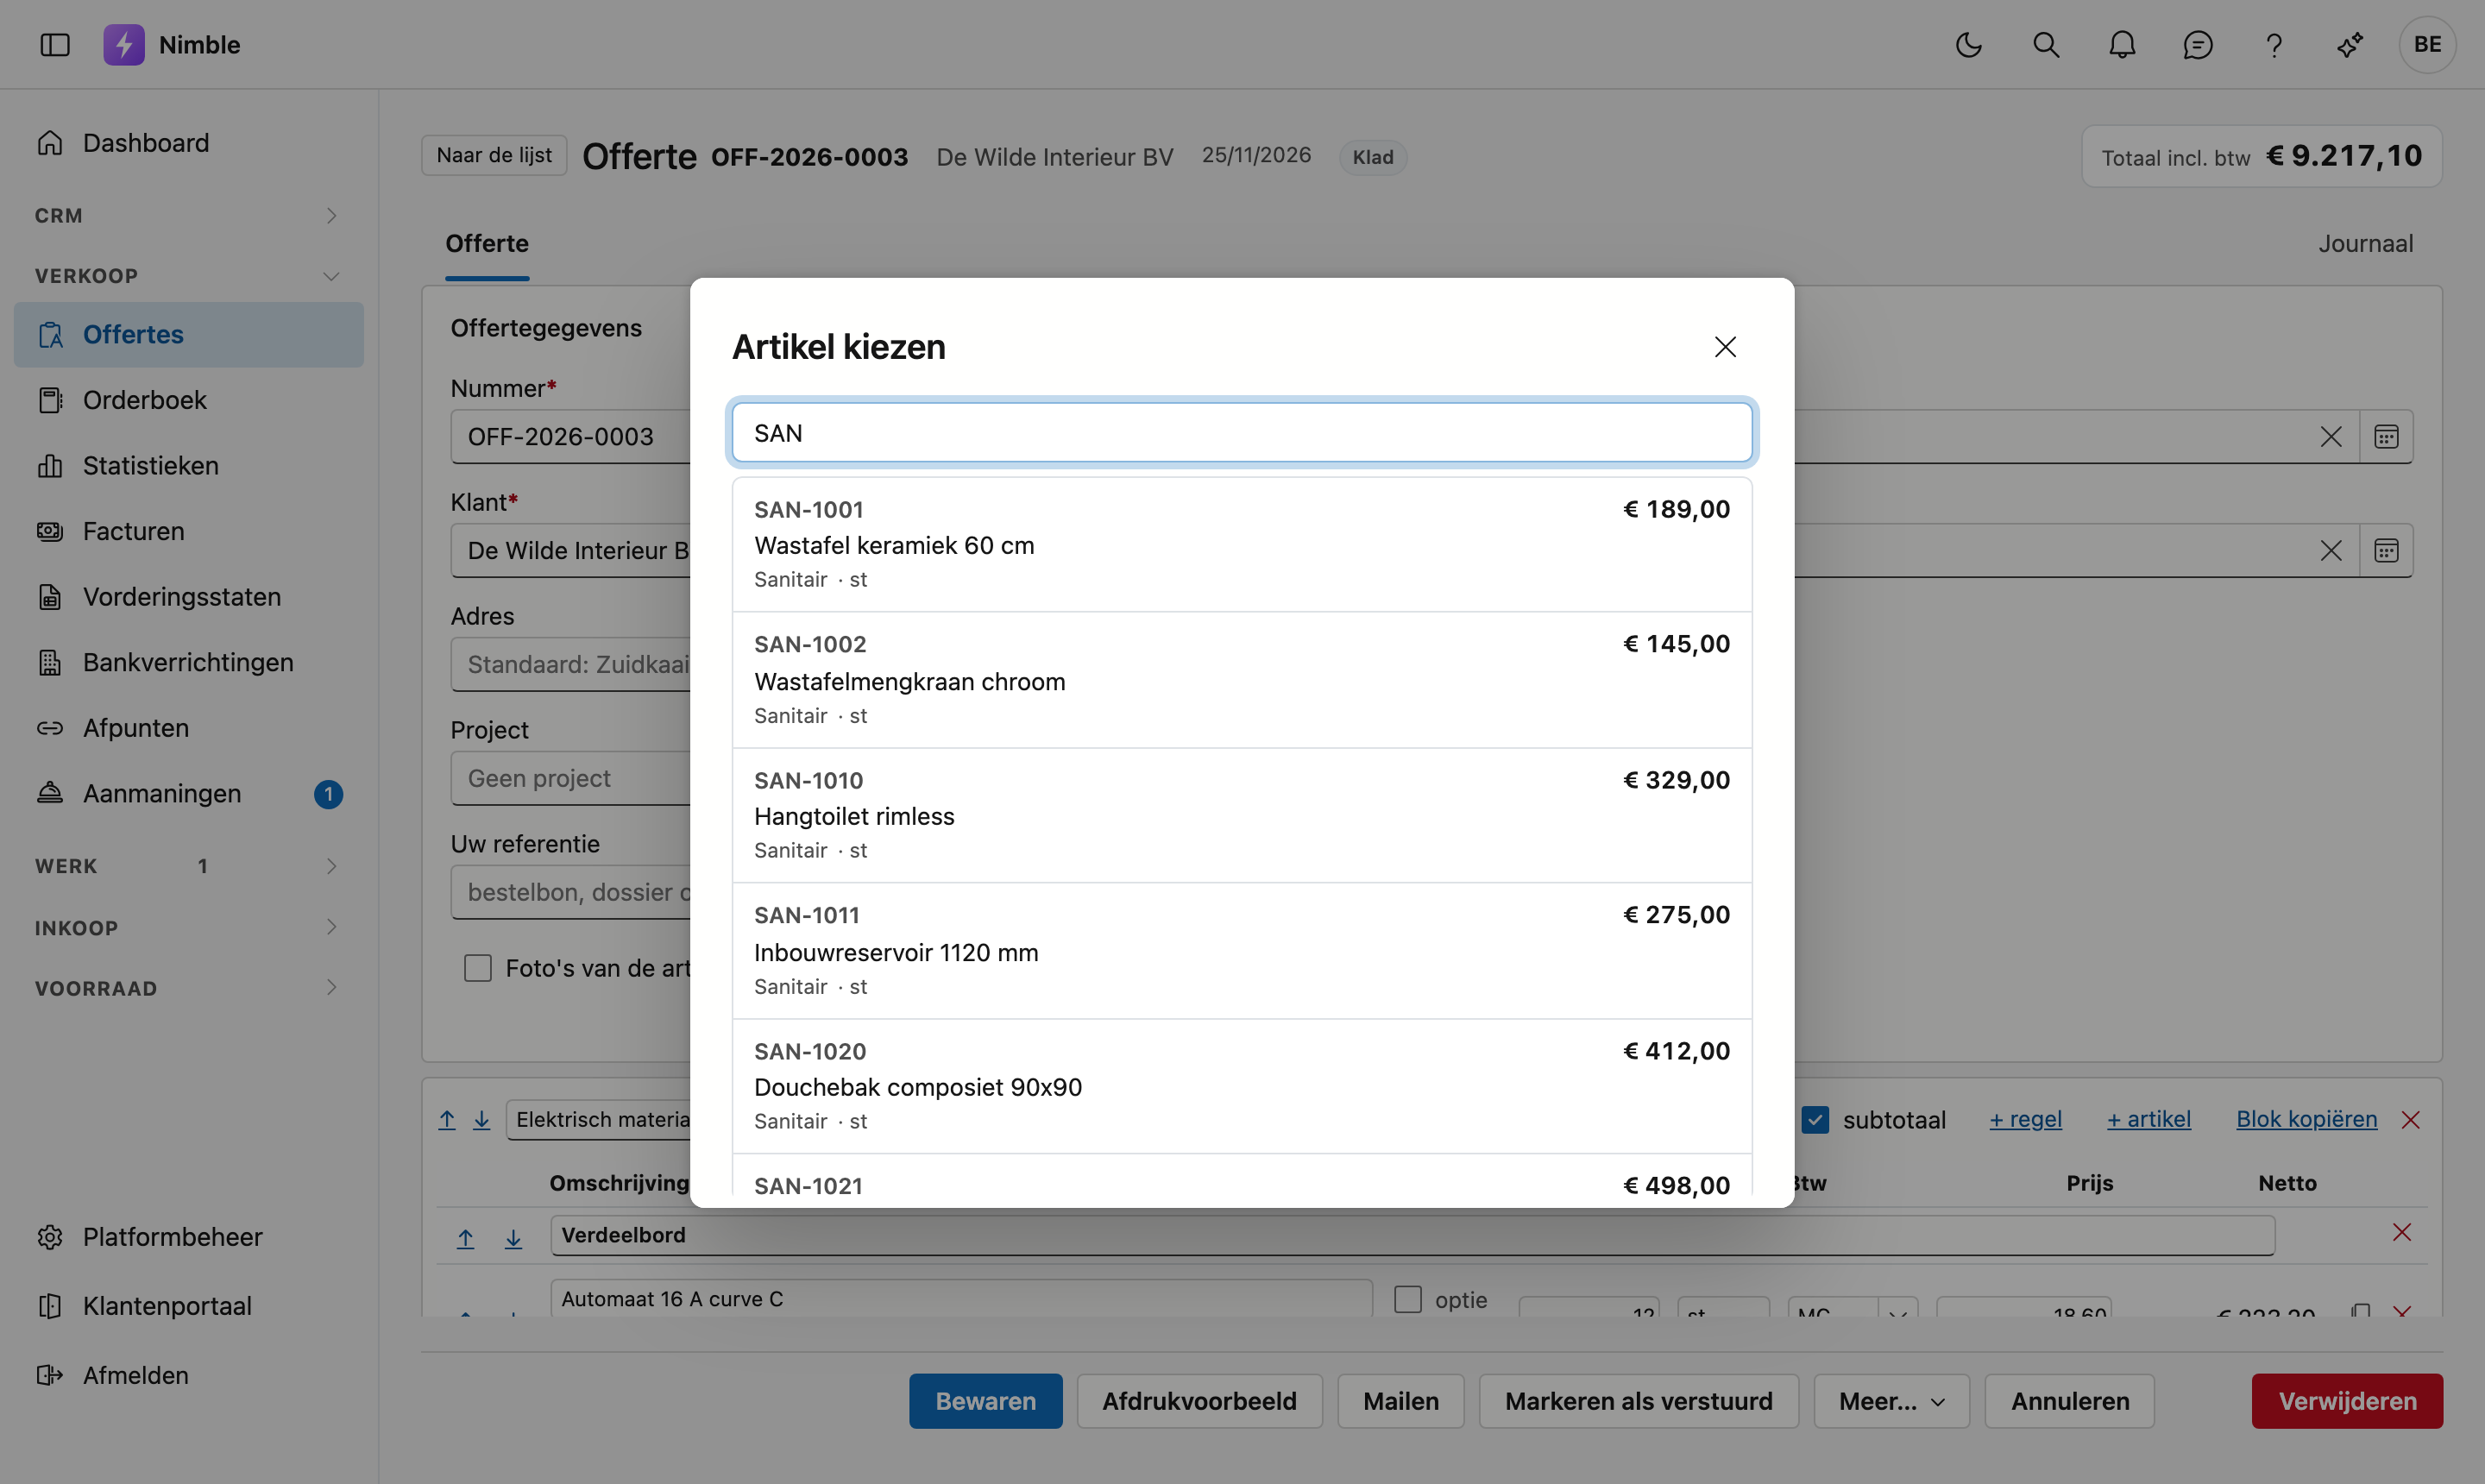 Nimble
BE
Dashboard
CRM
VERKOOP
Offertes
Orderboek
Statistieken
Facturen
Vorderingsstaten
Bankverrichtingen
Afpunten
Aanmaningen 1
WERK 1
INKOOP
VOORRAAD
Platformbeheer
Klantenportaal
Afmelden
Naar de lijst Offerte OFF-2026-0003 De Wilde Interieur BV 25/11/2026 Klad
Totaal incl. btw € 9.217,10
Offerte Journaal
Offertegegevens
Nummer*
OFF-2026-0003
Klant*
De Wilde Interieur B
Adres
Standaard: Zuidkaai
Project
Geen project
Uw referentie
bestelbon, dossier
Foto's van de art
Artikel kiezen
SAN
SAN-1001 € 189,00
Wastafel keramiek 60 cm
Sanitair · st
SAN-1002 € 145,00
Wastafelmengkraan chroom
Sanitair · st
SAN-1010 € 329,00
Hangtoilet rimless
Sanitair · st
SAN-1011 € 275,00
Inbouwreservoir 1120 mm
Sanitair · st
SAN-1020 € 412,00
Douchebak composiet 90x90
Sanitair · st
SAN-1021 € 498,00
Elektrisch materia subtotaal + regel + artikel Blok kopiëren
Omschrijving Btw Prijs Netto
Verdeelbord
Automaat 16 A curve C optie 12 st 18,60
Bewaren Afdrukvoorbeeld Mailen Markeren als verstuurd Meer... Annuleren Verwijderen